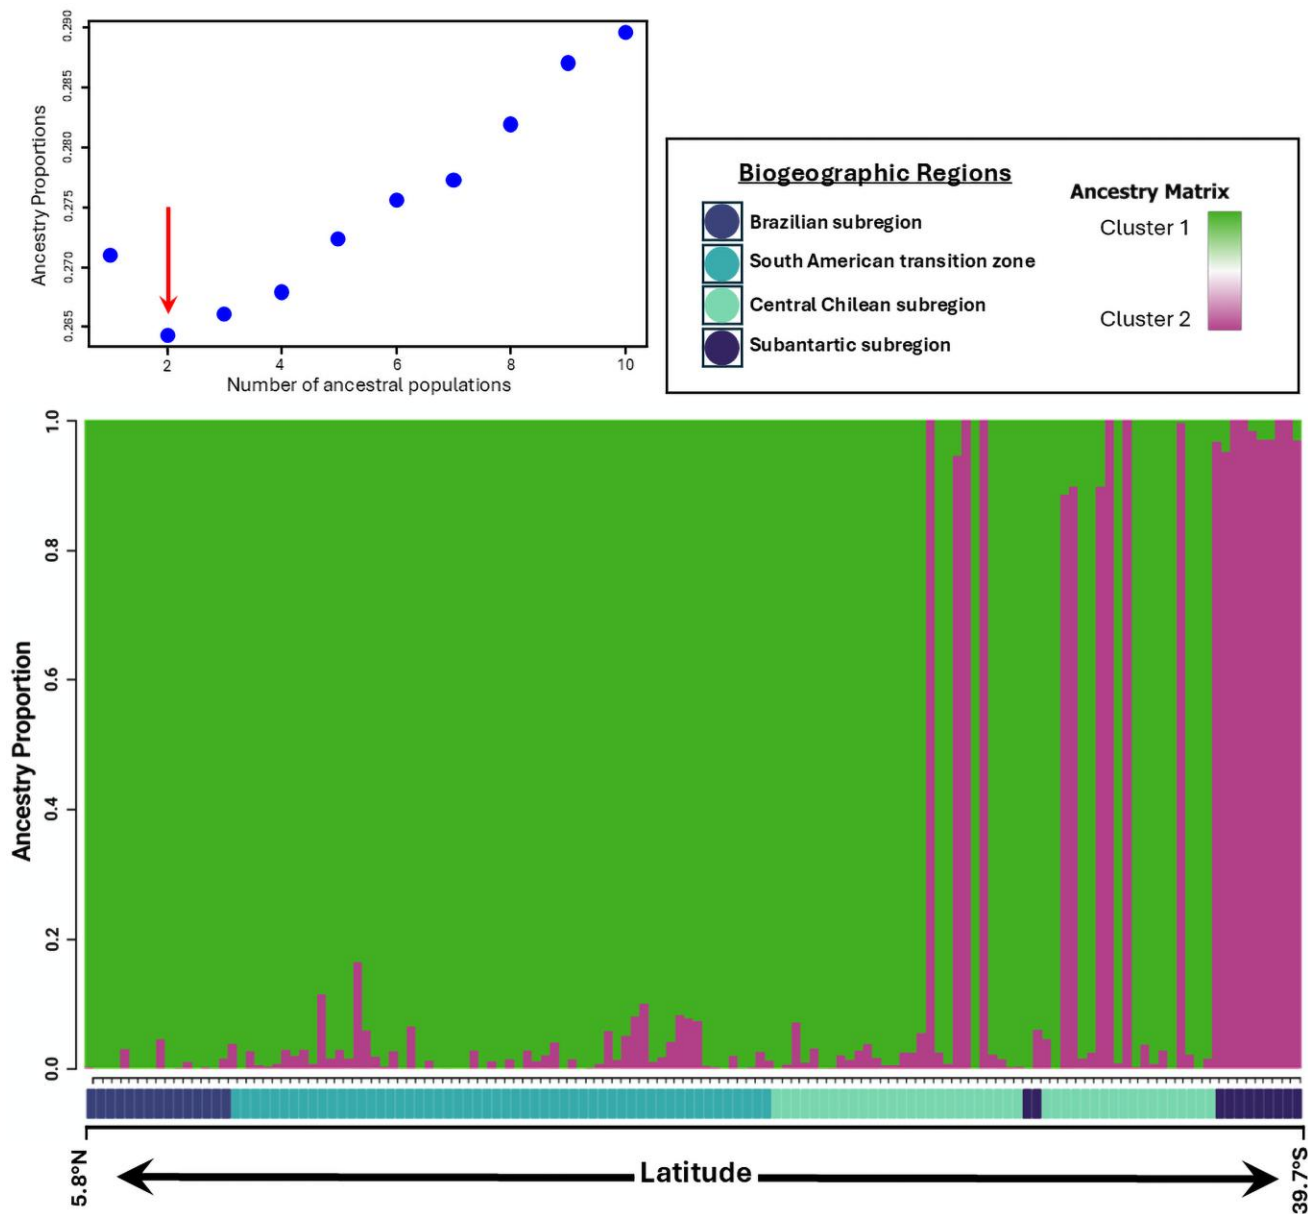 0.290
0.285
0.280
0.275
0.270
0.265
Ancestry Proportions
2 4 6 8 10
Number of ancestral populations
Biogeographic Regions
Brazilian subregion
South American transition zone
Central Chilean subregion
Subantartic subregion
Ancestry Matrix
Cluster 1
Cluster 2
1.0
0.8
0.6
0.4
0.2
0.0
Ancestry Proportion
5.8°N
Latitude
39.7°S